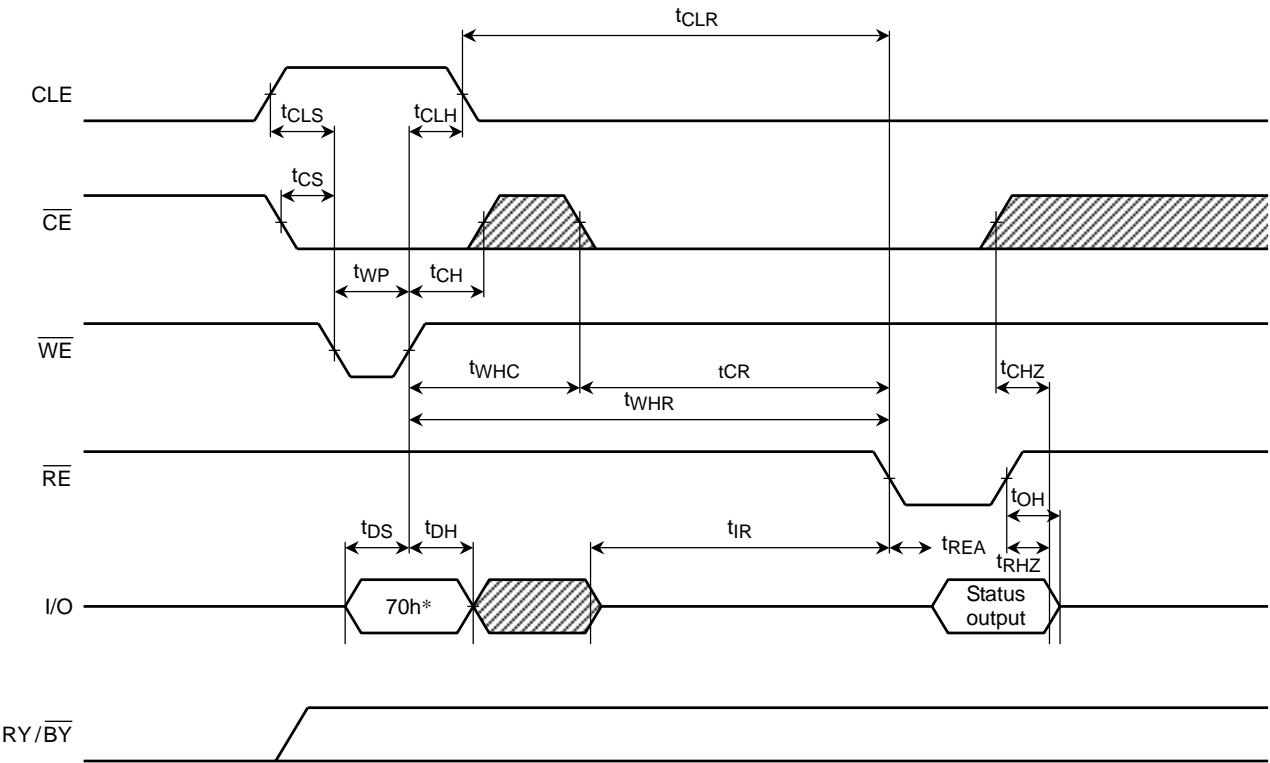 tCLR
CLE
tCLS
tCLH
tCS
CE
tWP
tCH
WE
tWHC
tCR
tCHZ
tWHR
RE
tOH
tDS
tDH
tIR
tREA
tRHZ
I/O
70h*
Status
output
RY/BY